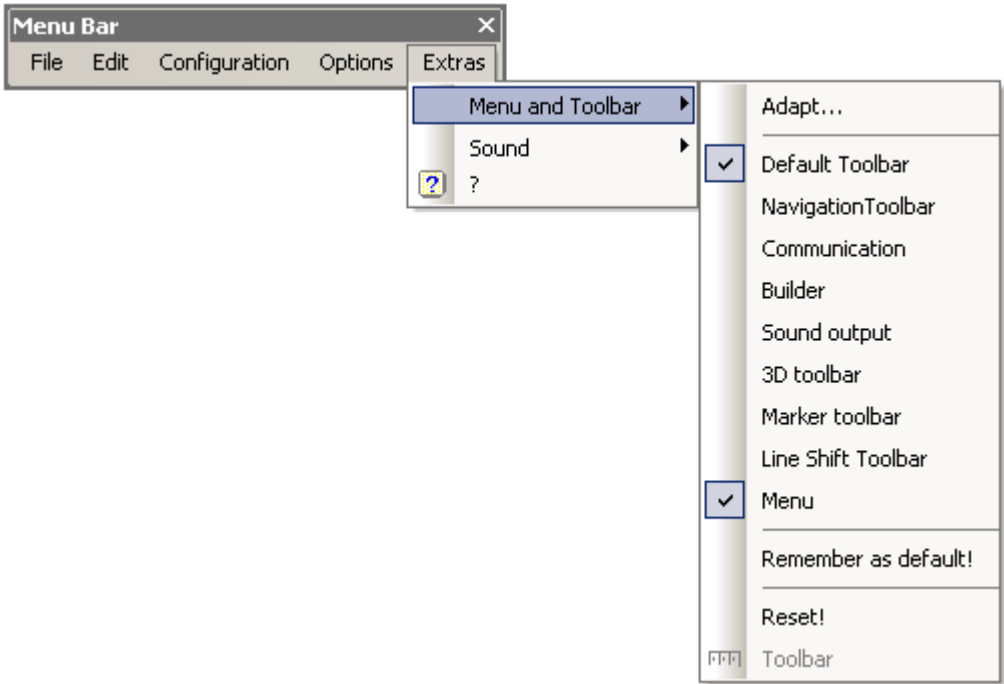 Menu Bar
File Edit Configuration Options Extras
Menu and Toolbar
Sound
?
Adapt...
Default Toolbar
NavigationToolbar
Communication
Builder
Sound output
3D toolbar
Marker toolbar
Line Shift Toolbar
Menu
Remember as default!
Reset!
Toolbar